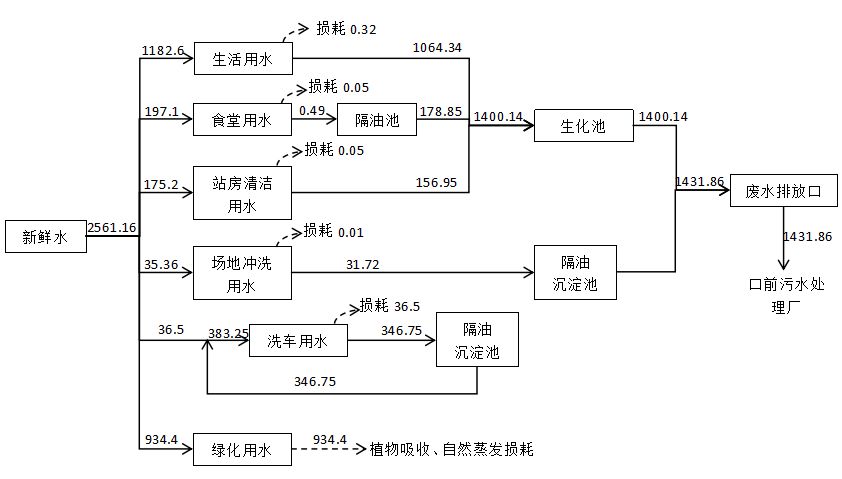 损耗 0.32
1182.6
生活用水
1064.34
损耗 0.05
197.1
食堂用水
0.49
隔油池
178.85
1400.14
生化池
1400.14
损耗 0.05
175.2
站房清洁
用水
156.95
1431.86
废水排放口
新鲜水
2561.16
损耗 0.01
1431.86
35.36
场地冲洗
用水
31.72
隔油
沉淀池
口前污水处
理厂
损耗 36.5
36.5
383.25
洗车用水
346.75
隔油
沉淀池
346.75
934.4
绿化用水
934.4
植物吸收、自然蒸发损耗